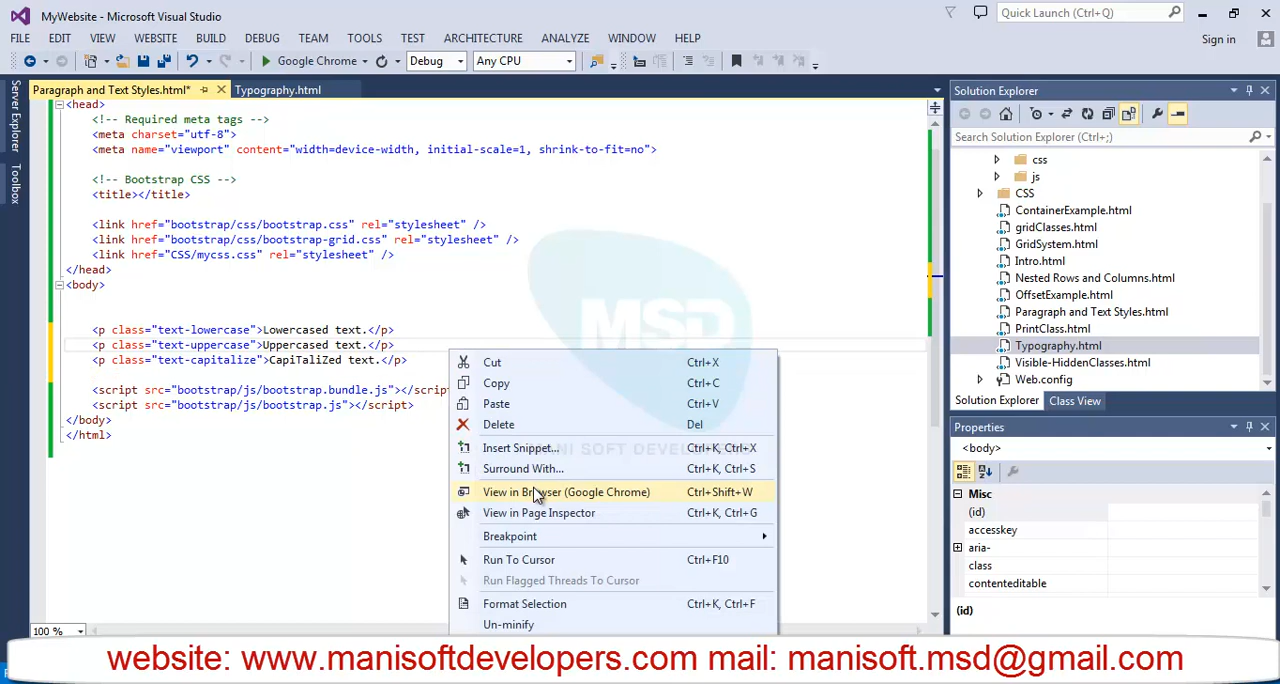 MyWebsite - Microsoft Visual Studio
Quick Launch (Ctrl+Q)
FILE EDIT VIEW WEBSITE BUILD DEBUG TEAM TOOLS TEST ARCHITECTURE ANALYZE WINDOW HELP
Sign in
Google Chrome Debug Any CPU
Server Explorer
Toolbox
Paragraph and Text Styles.html* Typography.html
<head>
<!-- Required meta tags -->
<meta charset="utf-8">
<meta name="viewport" content="width=device-width, initial-scale=1, shrink-to-fit=no">
<!-- Bootstrap CSS -->
<title></title>
<link href="bootstrap/css/bootstrap.css" rel="stylesheet" />
<link href="bootstrap/css/bootstrap-grid.css" rel="stylesheet" />
<link href="CSS/mycss.css" rel="stylesheet" />
</head>
<body>
<p class="text-lowercase">Lowercased text.</p>
<p class="text-uppercase">Uppercased text.</p>
<p class="text-capitalize">CapiTaliZed text.</p>
<script src="bootstrap/js/bootstrap.bundle.js"></script
<script src="bootstrap/js/bootstrap.js"></script>
</body>
</html>
MSD
MANI SOFT DEVELOPERS
Cut Ctrl+X
Copy Ctrl+C
Paste Ctrl+V
Delete Del
Insert Snippet... Ctrl+K, Ctrl+X
Surround With... Ctrl+K, Ctrl+S
View in Browser (Google Chrome) Ctrl+Shift+W
View in Page Inspector Ctrl+K, Ctrl+G
Breakpoint
Run To Cursor Ctrl+F10
Run Flagged Threads To Cursor
Format Selection Ctrl+K, Ctrl+F
Un-minify
100 %
Solution Explorer
Search Solution Explorer (Ctrl+;)
css
js
CSS
ContainerExample.html
gridClasses.html
GridSystem.html
Intro.html
Nested Rows and Columns.html
OffsetExample.html
Paragraph and Text Styles.html
PrintClass.html
Typography.html
Visible-HiddenClasses.html
Web.config
Solution Explorer Class View
Properties
<body>
Misc
(id)
accesskey
aria-
class
contenteditable
(id)
website: www.manisoftdevelopers.com mail: manisoft.msd@gmail.com